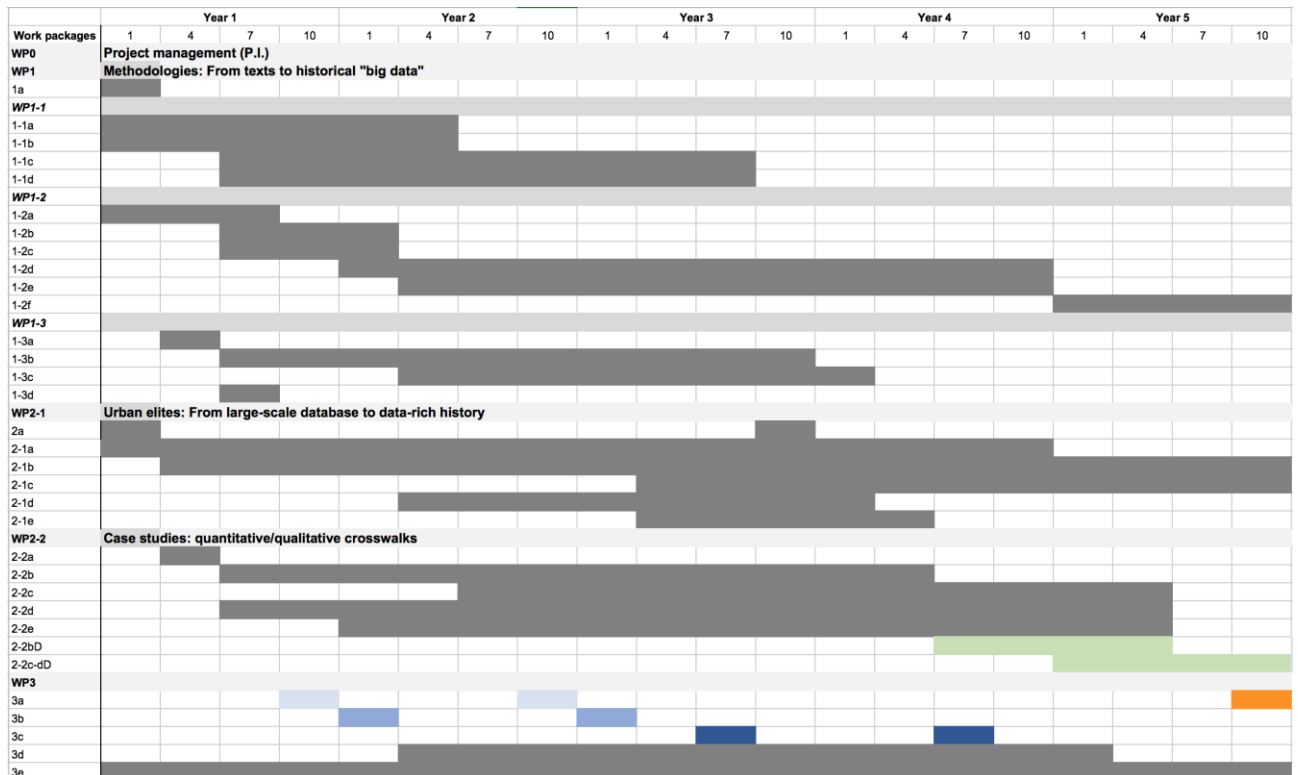 Year 1 Year 2 Year 3 Year 4 Year 5
Work packages 1 4 7 10 1 4 7 10 1 4 7 10 1 4 7 10 1 4 7 10
WP0 Project management (P.I.)
WP1 Methodologies: From texts to historical "big data"
1a
WP1-1
1-1a
1-1b
1-1c
1-1d
WP1-2
1-2a
1-2b
1-2c
1-2d
1-2e
1-2f
WP1-3
1-3a
1-3b
1-3c
1-3d
WP2-1 Urban elites: From large-scale database to data-rich history
2a
2-1a
2-1b
2-1c
2-1d
2-1e
WP2-2 Case studies: quantitative/qualitative crosswalks
2-2a
2-2b
2-2c
2-2d
2-2e
2-2bD
2-2c-dD
WP3
3a
3b
3c
3d
3e